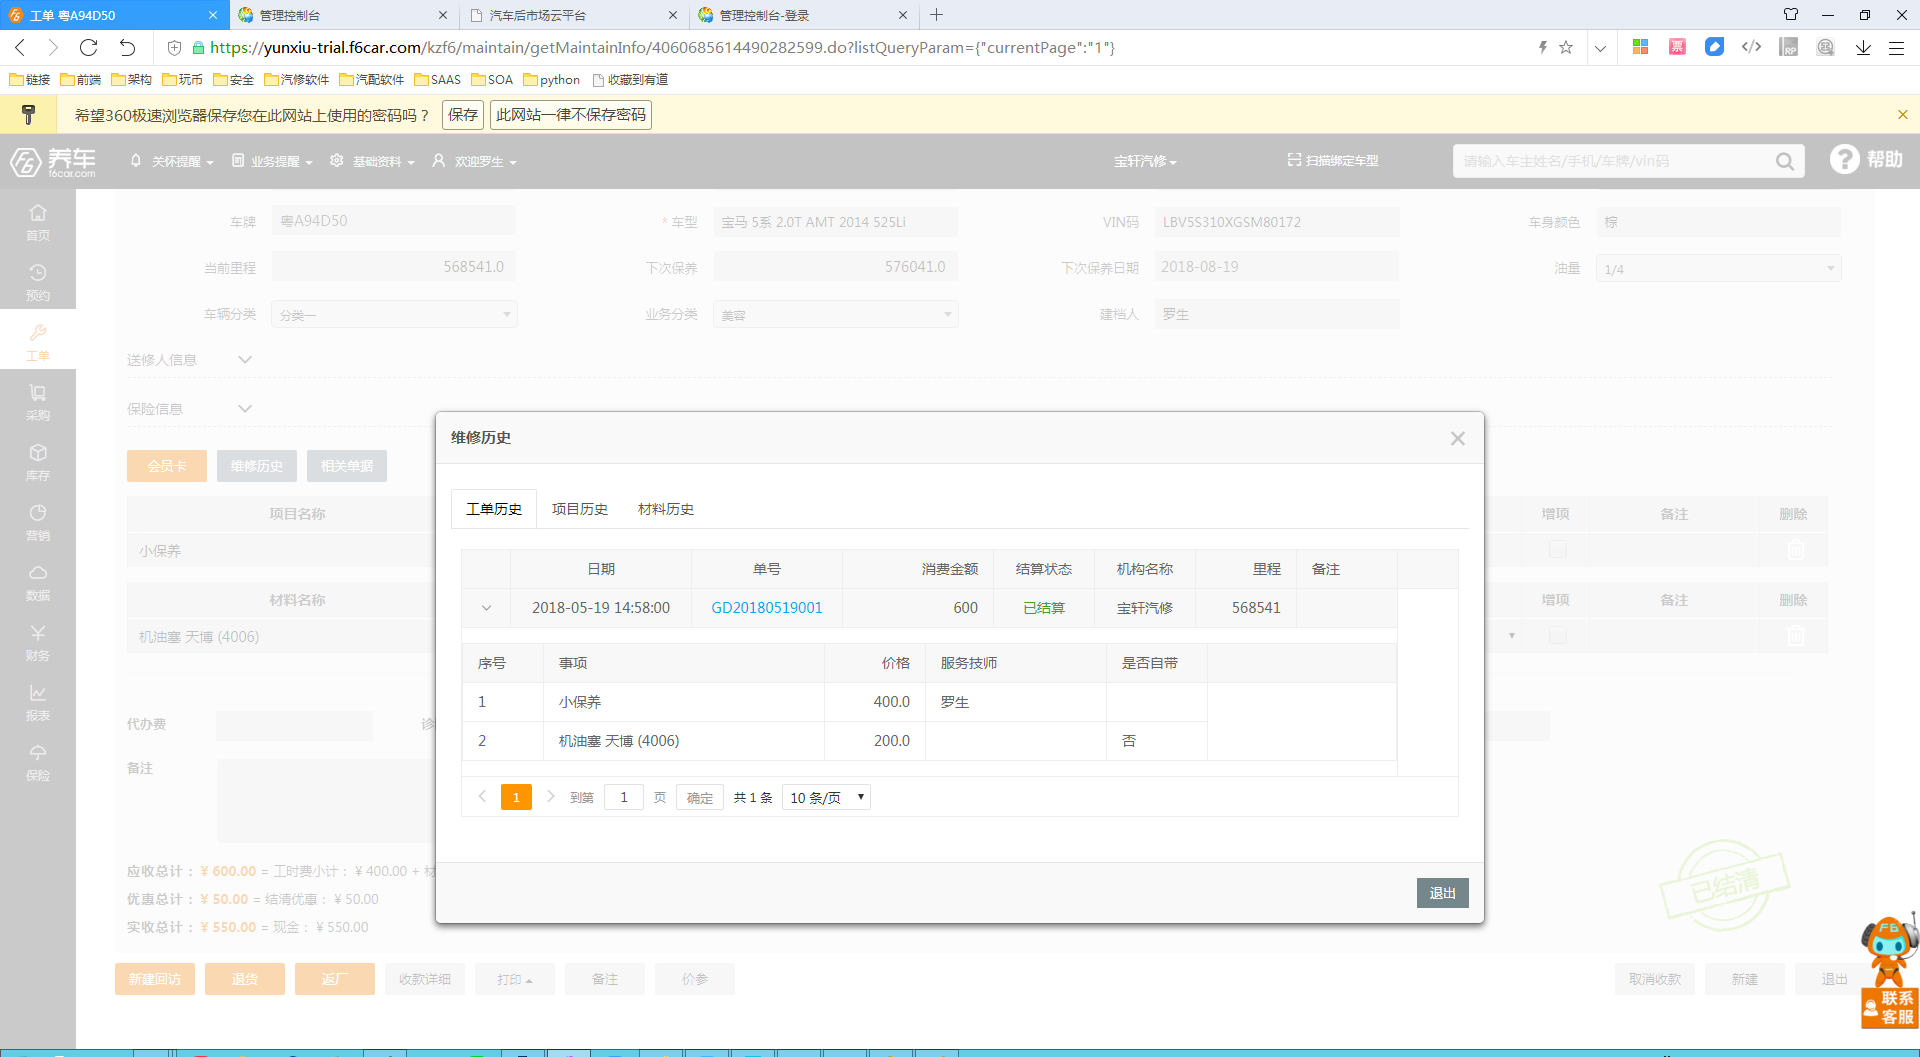 工单 粤A94D50
管理控制台
汽车后市场云平台
管理控制台-登录
https://yunxiu-trial.f6car.com/kzf6/maintain/getMaintainInfo/4060685614490282599.do?listQueryParam={"currentPage":"1"}
链接 前端 架构 玩币 安全 汽修软件 汽配软件 SAAS SOA python 收藏到有道
希望360极速浏览器保存您在此网站上使用的密码吗？ 保存 此网站一律不保存密码
养车 f6car.com 关怀提醒 业务提醒 基础资料 欢迎罗生 宝轩汽修 扫描绑定车型 请输入车主姓名/手机/车牌/vin码 帮助
首页
预约
工单
采购
库存
营销
数据
财务
报表
保险
车牌 粤A94D50 * 车型 宝马 5系 2.0T AMT 2014 525Li VIN码 LBV5S310XGSM80172 车身颜色 棕
当前里程 568541.0 下次保养 576041.0 下次保养日期 2018-08-19 油量 1/4
车辆分类 分类一 业务分类 美容 建档人 罗生
送修人信息
保险信息
会员卡 维修历史 相关单据
项目名称 增项 备注 删除
小保养
材料名称 增项 备注 删除
机油塞 天博 (4006)
代办费 诊
备注
应收总计： ¥ 600.00 = 工时费小计： ¥ 400.00 + 材
优惠总计： ¥ 50.00 = 结清优惠： ¥ 50.00
实收总计： ¥ 550.00 = 现金： ¥ 550.00
新建回访 退货 返厂 收款详细 打印 备注 价参 取消收款 新建 退出
维修历史
工单历史 项目历史 材料历史
日期 单号 消费金额 结算状态 机构名称 里程 备注
2018-05-19 14:58:00 GD20180519001 600 已结算 宝轩汽修 568541
序号 事项 价格 服务技师 是否自带
1 小保养 400.0 罗生
2 机油塞 天博 (4006) 200.0 否
1 到第 1 页 确定 共 1 条 10 条/页
退出
已结清
F6
联系
客服